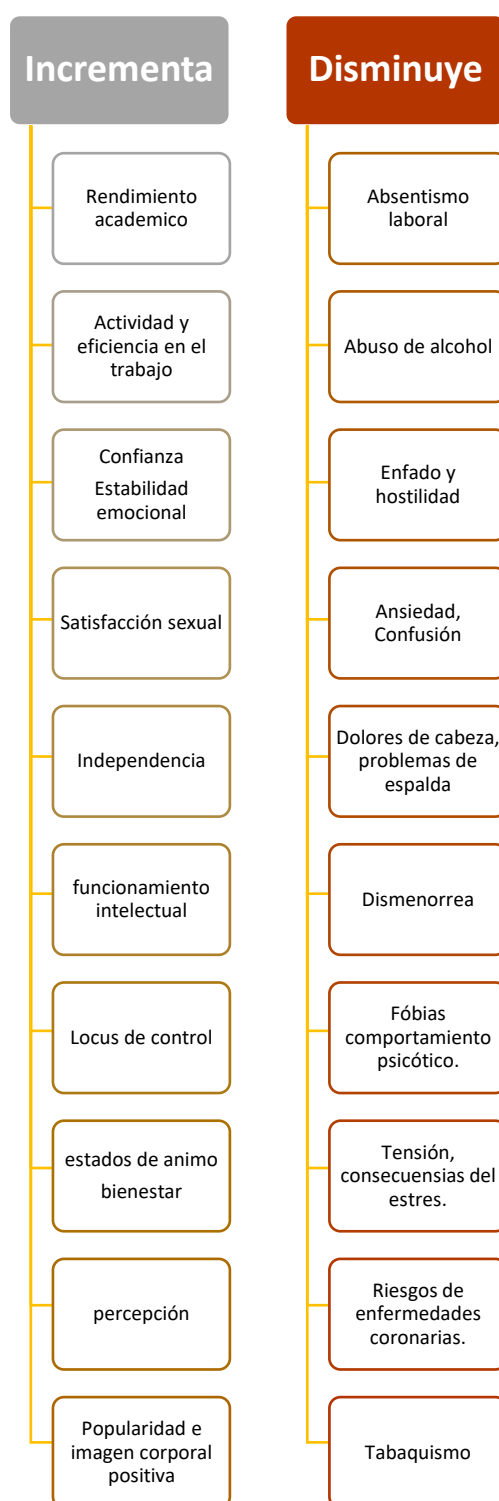 Incrementa
Rendimiento
academico
Actividad y
eficiencia en el
trabajo
Confianza
Estabilidad
emocional
Satisfacción sexual
Independencia
funcionamiento
intelectual
Locus de control
estados de animo
bienestar
percepción
Popularidad e
imagen corporal
positiva
Disminuye
Absentismo
laboral
Abuso de alcohol
Enfado y
hostilidad
Ansiedad,
Confusión
Dolores de cabeza,
problemas de
espalda
Dismenorrea
Fóbias
comportamiento
psicótico.
Tensión,
consecuensias del
estres.
Riesgos de
enfermedades
coronarias.
Tabaquismo